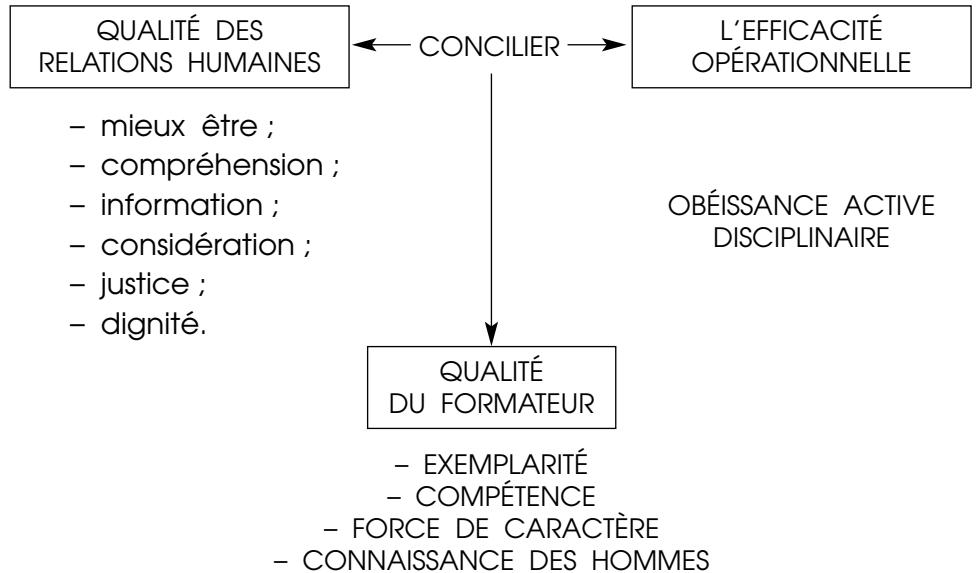 QUALITÉ DES
RELATIONS HUMAINES
CONCILIER
L'EFFICACITÉ
OPÉRATIONNELLE
– mieux être ;
– compréhension ;
– information ;
– considération ;
– justice ;
– dignité.
OBÉISSANCE ACTIVE
DISCIPLINAIRE
QUALITÉ
DU FORMATEUR
– EXEMPLARITÉ
– COMPÉTENCE
– FORCE DE CARACTÈRE
– CONNAISSANCE DES HOMMES